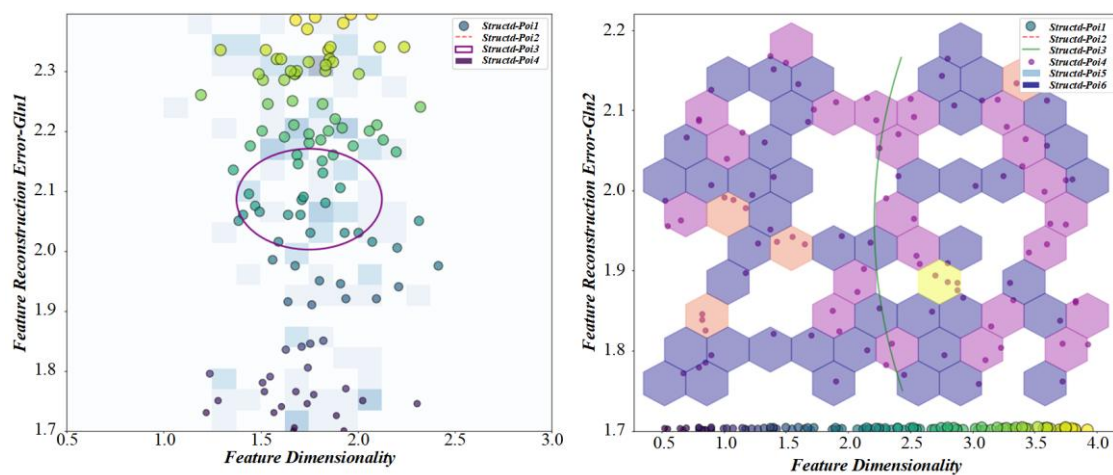 Structd-Poi1
Structd-Poi2
Structd-Poi3
Structd-Poi4
Feature Reconstruction Error-Gln1
2.3
2.2
2.1
2.0
1.9
1.8
1.7
0.5
1.0
1.5
2.0
2.5
3.0
Feature Dimensionality
Structd-Poi1
Structd-Poi2
Structd-Poi3
Structd-Poi4
Structd-Poi5
Structd-Poi6
Feature Reconstruction Error-Gln2
2.2
2.1
2.0
1.9
1.8
1.7
0.5
1.0
1.5
2.0
2.5
3.0
3.5
4.0
Feature Dimensionality